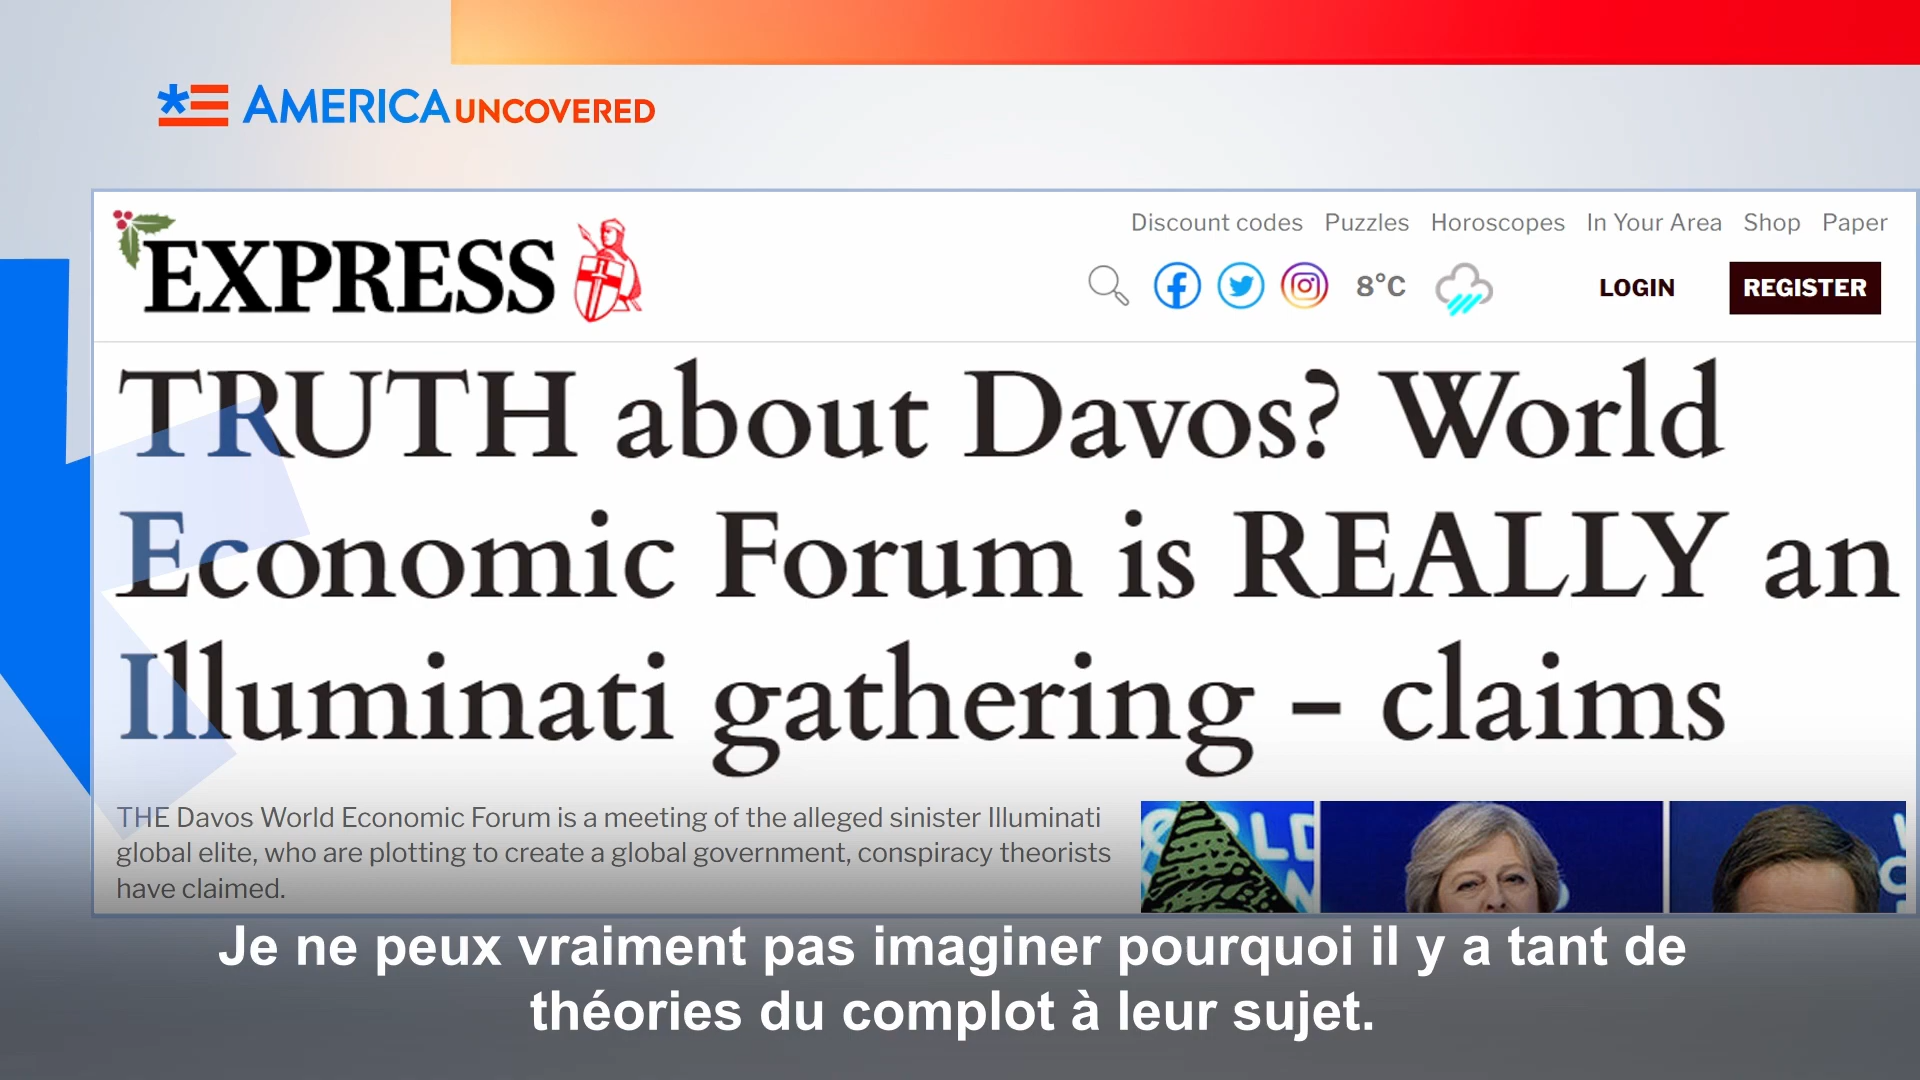 AMERICA UNCOVERED
EXPRESS
Discount codes Puzzles Horoscopes In Your Area Shop Paper
8°C LOGIN REGISTER
TRUTH about Davos? World
Economic Forum is REALLY an
Illuminati gathering - claims
THE Davos World Economic Forum is a meeting of the alleged sinister Illuminati
global elite, who are plotting to create a global government, conspiracy theorists
have claimed.
Je ne peux vraiment pas imaginer pourquoi il y a tant de
théories du complot à leur sujet.